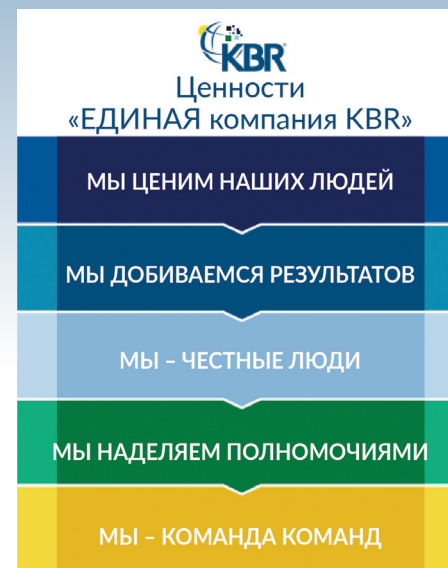 KBR
Ценности
«ЕДИНАЯ компания KBR»
МЫ ЦЕНИМ НАШИХ ЛЮДЕЙ
МЫ ДОБИВАЕМСЯ РЕЗУЛЬТАТОВ
МЫ – ЧЕСТНЫЕ ЛЮДИ
МЫ НАДЕЛЯЕМ ПОЛНОМОЧИЯМИ
МЫ – КОМАНДА КОМАНД